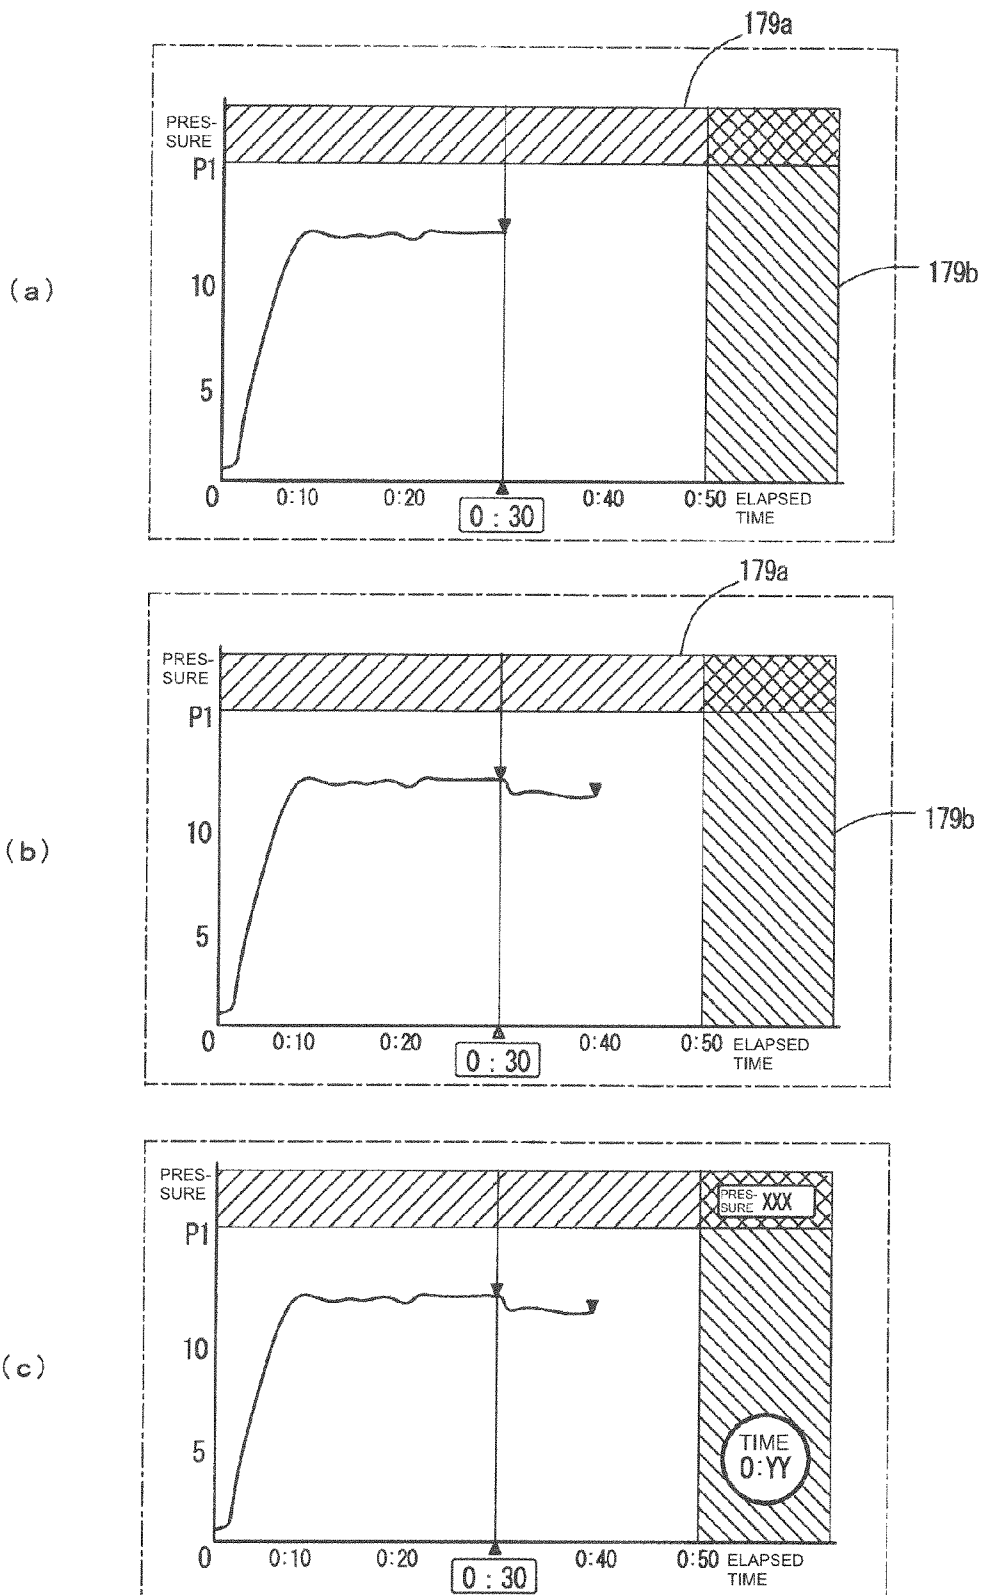 179a
PRES-
SURE
P1
(a)
10
179b
5
0 0:10 0:20 0:30 0:40 0:50 ELAPSED
TIME
179a
PRES-
SURE
P1
(b)
10
179b
5
0 0:10 0:20 0:30 0:40 0:50 ELAPSED
TIME
PRES-
SURE
PRES-
SURE XXX
P1
(c)
10
5
TIME
0:YY
0 0:10 0:20 0:30 0:40 0:50 ELAPSED
TIME